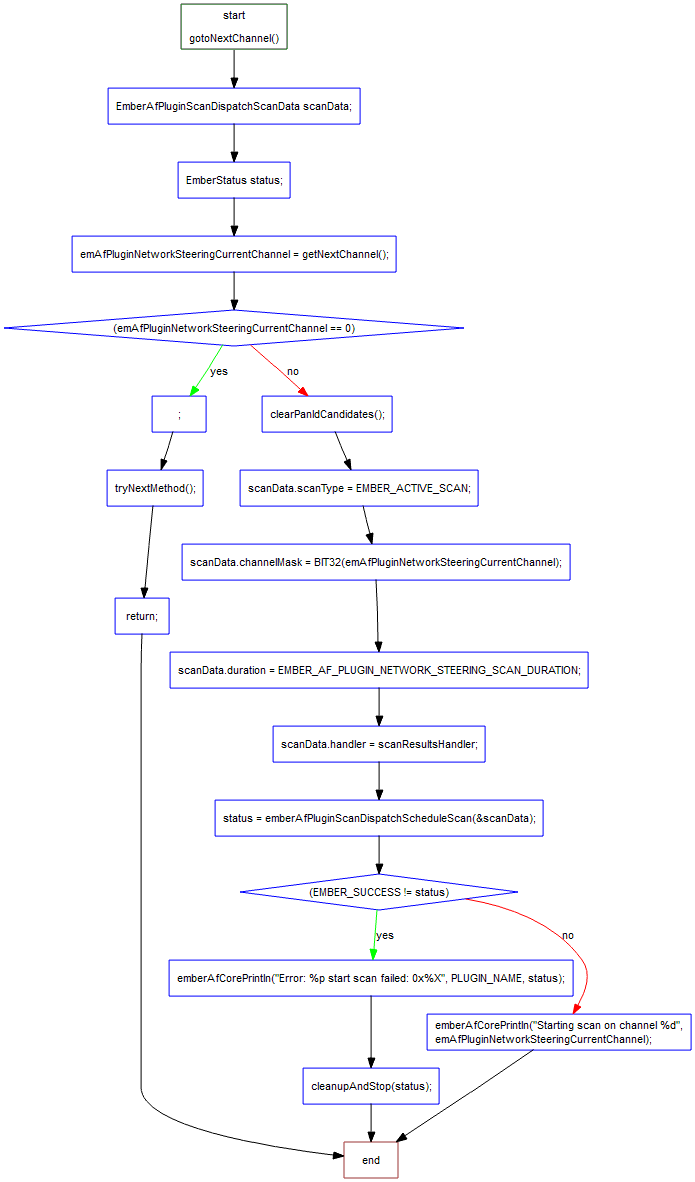 start
gotoNextChannel()
EmberAfPluginScanDispatchScanData scanData;
EmberStatus status;
emAfPluginNetworkSteeringCurrentChannel = getNextChannel();
(emAfPluginNetworkSteeringCurrentChannel == 0)
yes
no
;
clearPanIdCandidates();
tryNextMethod();
scanData.scanType = EMBER_ACTIVE_SCAN;
scanData.channelMask = BIT32(emAfPluginNetworkSteeringCurrentChannel);
return;
scanData.duration = EMBER_AF_PLUGIN_NETWORK_STEERING_SCAN_DURATION;
scanData.handler = scanResultsHandler;
status = emberAfPluginScanDispatchScheduleScan(&scanData);
(EMBER_SUCCESS != status)
yes
no
emberAfCorePrintln("Error: %p start scan failed: 0x%X", PLUGIN_NAME, status);
emberAfCorePrintln("Starting scan on channel %d",
emAfPluginNetworkSteeringCurrentChannel);
cleanupAndStop(status);
end